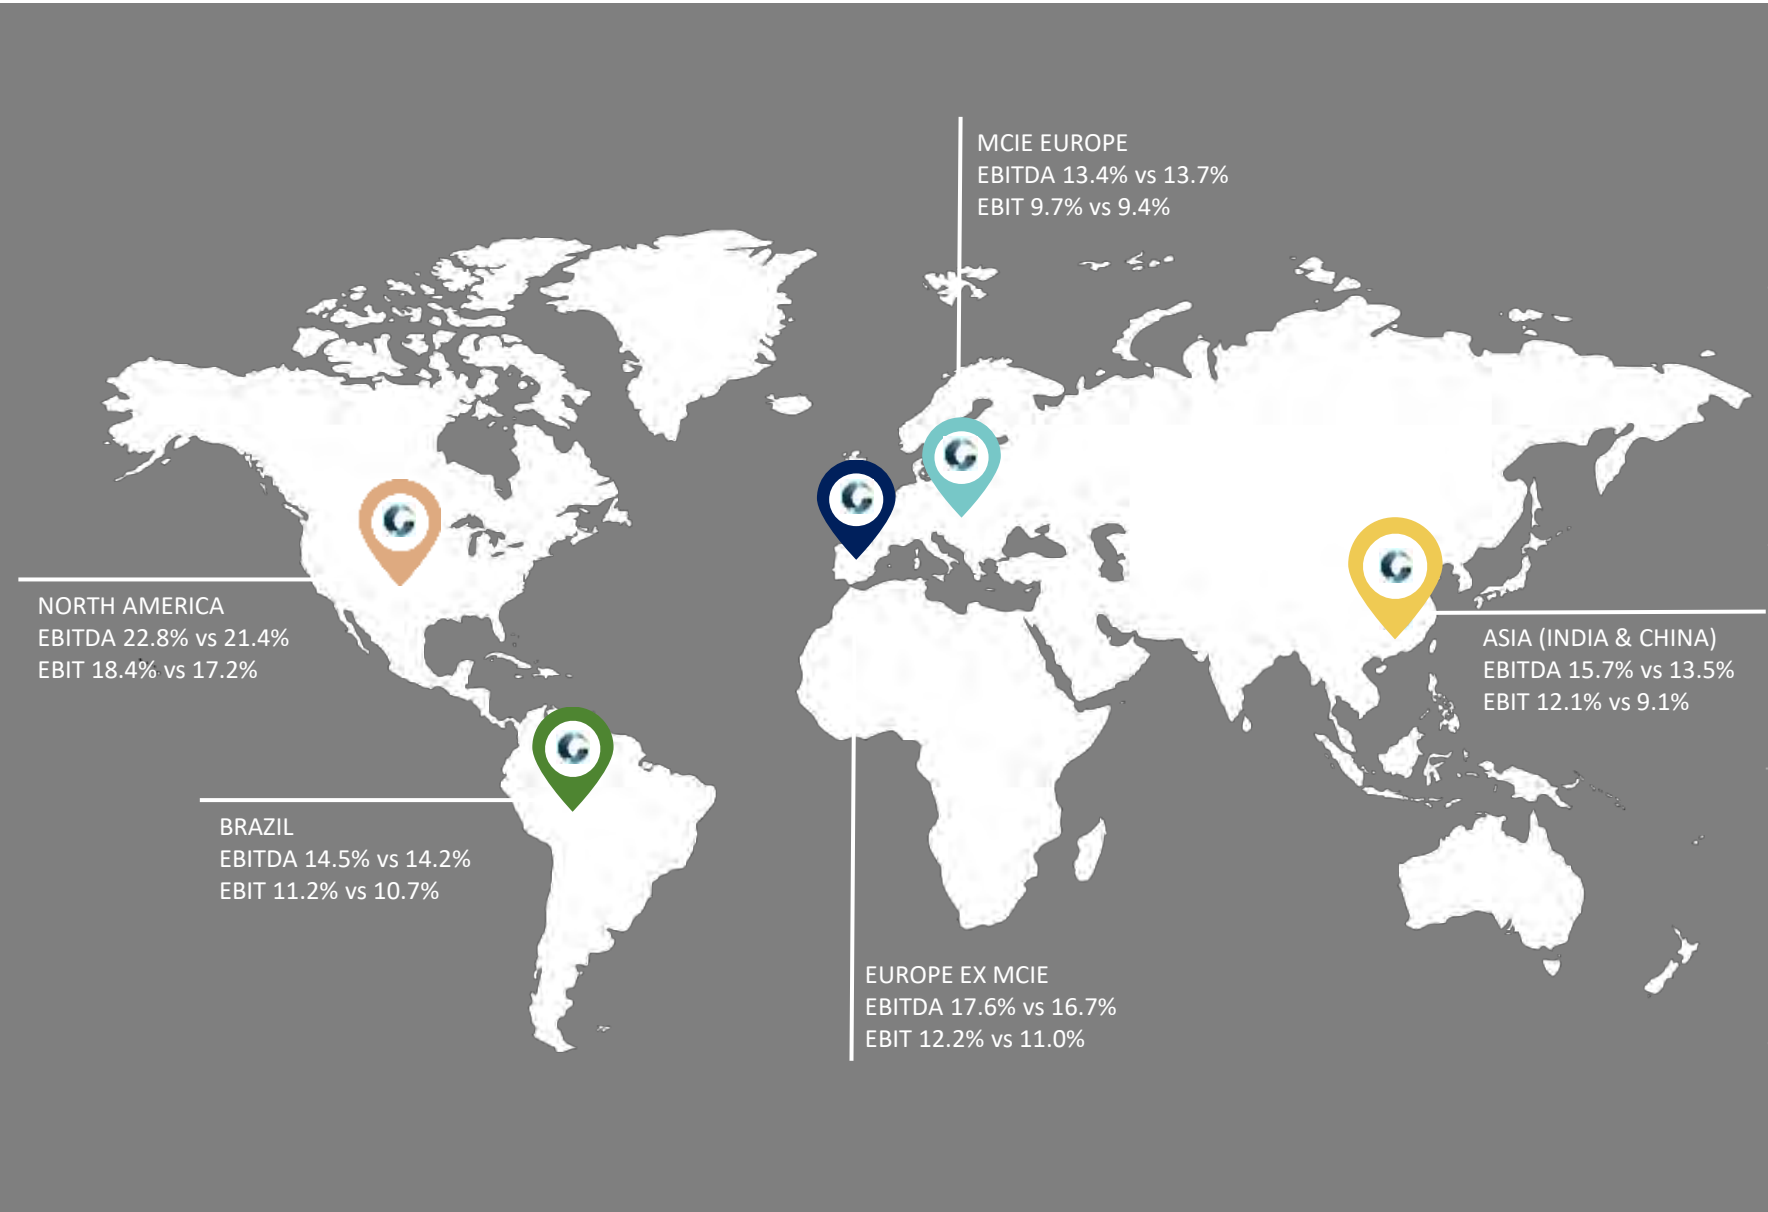 MCIE EUROPE
EBITDA 13.4% vs 13.7%
EBIT 9.7% vs 9.4%
NORTH AMERICA
EBITDA 22.8% vs 21.4%
EBIT 18.4% vs 17.2%
ASIA (INDIA & CHINA)
EBITDA 15.7% vs 13.5%
EBIT 12.1% vs 9.1%
BRAZIL
EBITDA 14.5% vs 14.2%
EBIT 11.2% vs 10.7%
EUROPE EX MCIE
EBITDA 17.6% vs 16.7%
EBIT 12.2% vs 11.0%